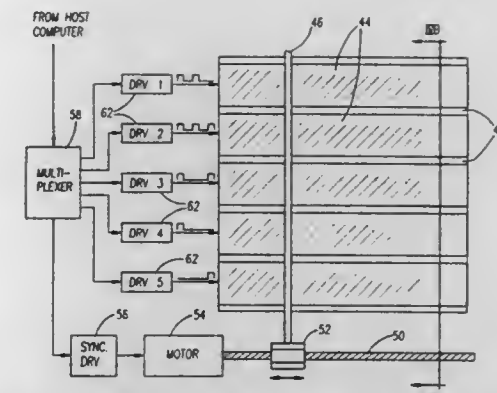 FROM HOST
COMPUTER
46
44
58
62
DRV 1
DRV 2
MULTI-
PLEXER
DRV 3
62
DRV 4
62
DRV 5
56
54
52
50
SYNC.
DRV
MOTOR